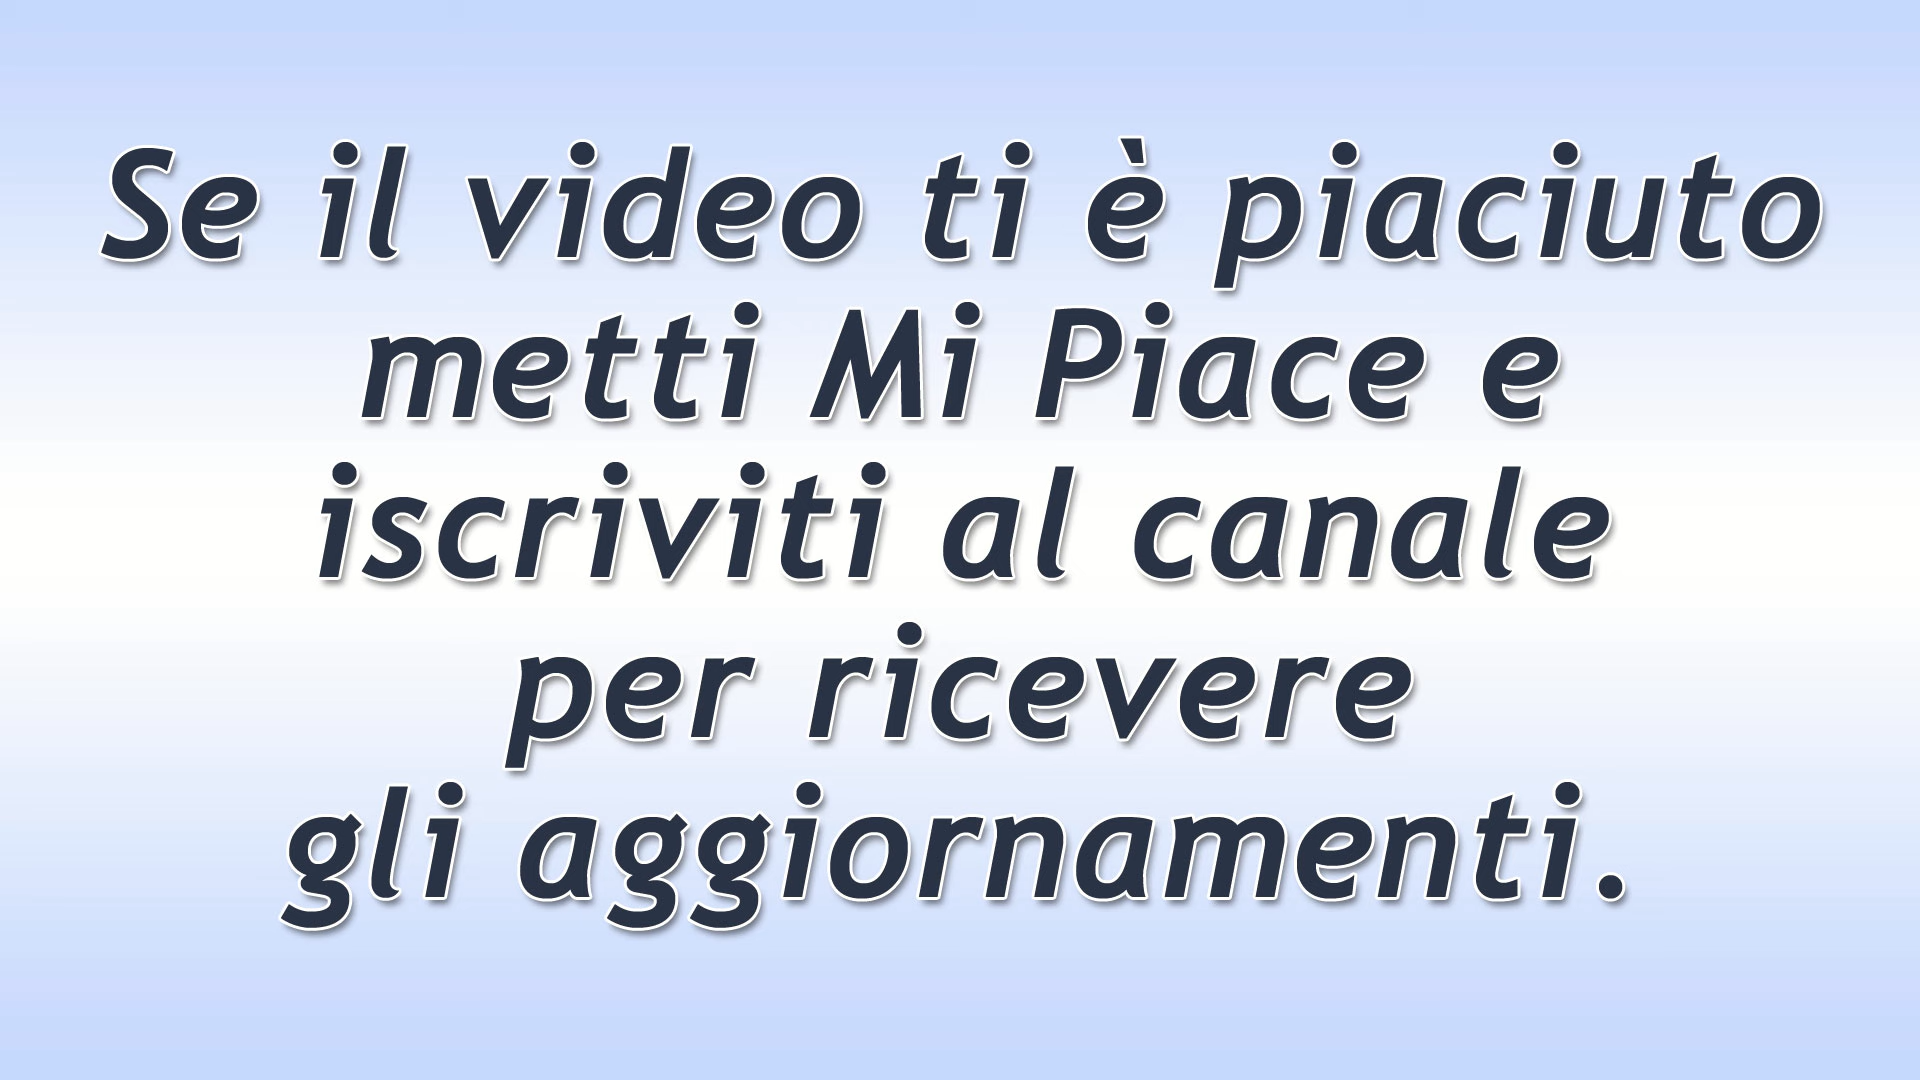 Se il video ti è piaciuto
metti Mi Piace e
iscriviti al canale
per ricevere
gli aggiornamenti.